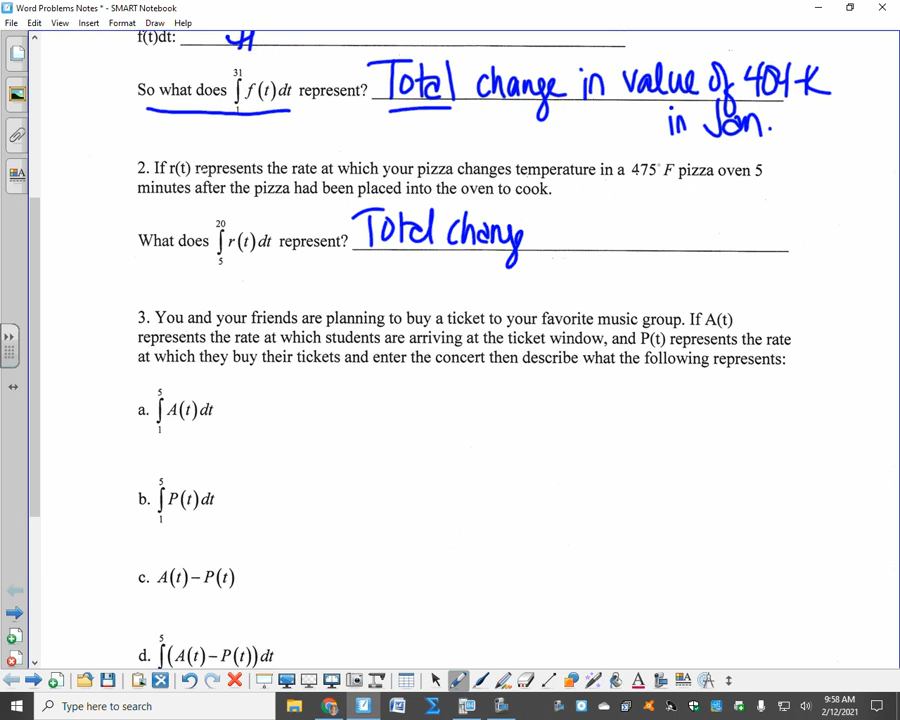 Word Problems Notes * - SMART Notebook
File Edit View Insert Format Draw Help
f(t)dt:
So what does ∫₁³¹ f(t)dt represent? Total change in value of 401-K
in Jan.
2. If r(t) represents the rate at which your pizza changes temperature in a 475° F pizza oven 5
minutes after the pizza had been placed into the oven to cook.
What does ∫₅²⁰ r(t)dt represent? Total chang
3. You and your friends are planning to buy a ticket to your favorite music group. If A(t)
represents the rate at which students are arriving at the ticket window, and P(t) represents the rate
at which they buy their tickets and enter the concert then describe what the following represents:
a. ∫₁⁵ A(t)dt
b. ∫₁⁵ P(t)dt
c. A(t)−P(t)
d. ∫⁵(A(t)−P(t))dt
Type here to search
9:58 AM
2/12/2021